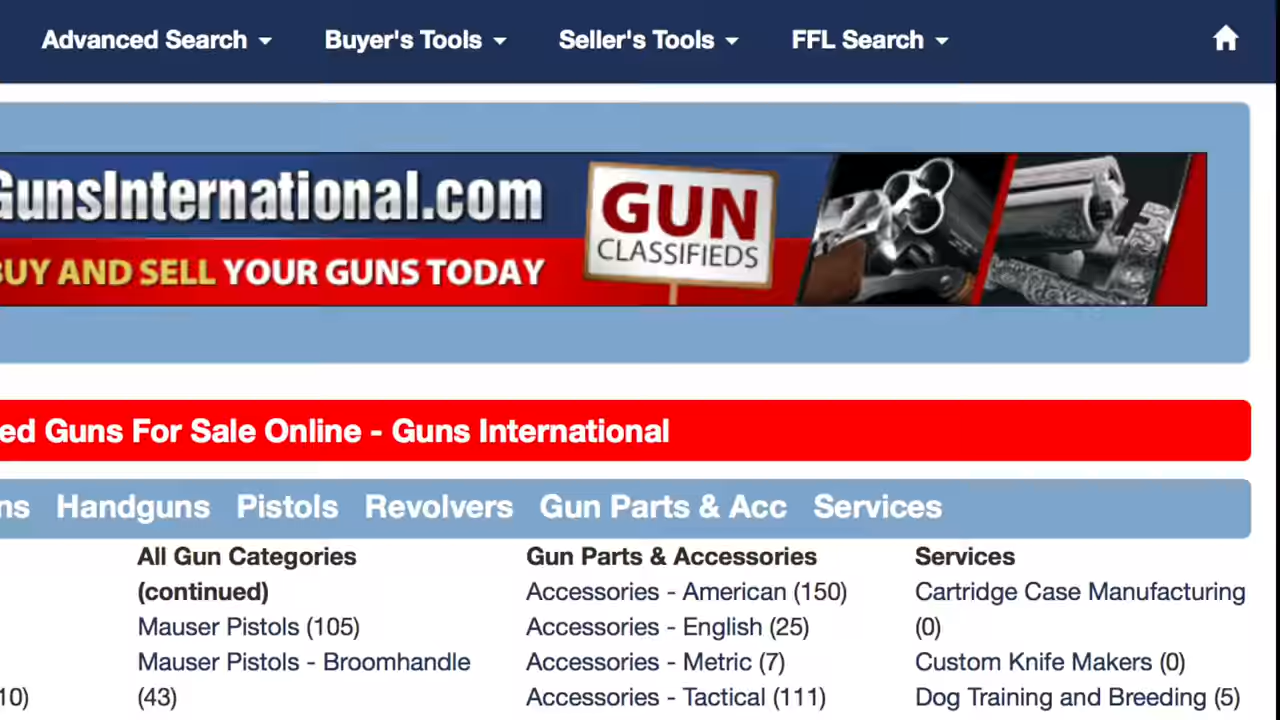 Advanced Search Buyer's Tools Seller's Tools FFL Search
GunsInternational.com
BUY AND SELL YOUR GUNS TODAY
GUN
CLASSIFIEDS
ed Guns For Sale Online - Guns International
ns Handguns Pistols Revolvers Gun Parts & Acc Services
All Gun Categories
(continued)
Mauser Pistols (105)
Mauser Pistols - Broomhandle
(43)
10)
Gun Parts & Accessories
Accessories - American (150)
Accessories - English (25)
Accessories - Metric (7)
Accessories - Tactical (111)
Services
Cartridge Case Manufacturing
(0)
Custom Knife Makers (0)
Dog Training and Breeding (5)